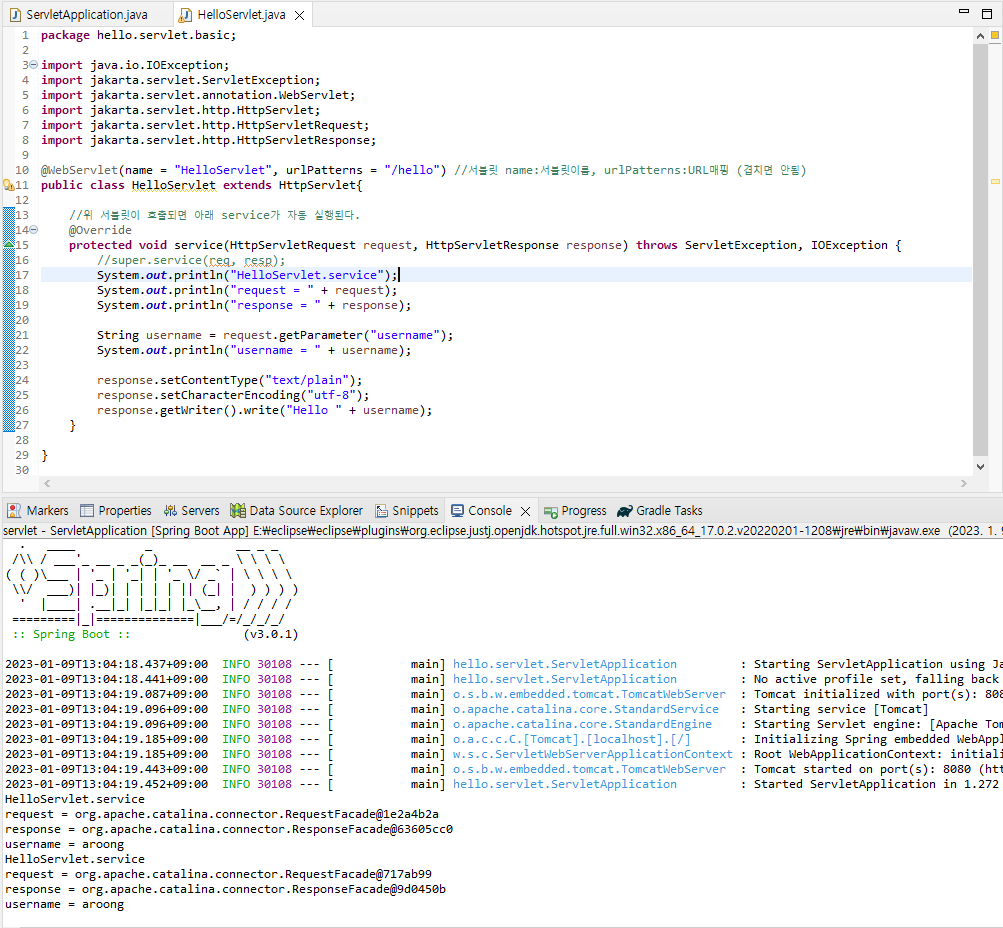 ServletApplication.java HelloServlet.java
1 package hello.servlet.basic;
2
3 import java.io.IOException;
4 import jakarta.servlet.ServletException;
5 import jakarta.servlet.annotation.WebServlet;
6 import jakarta.servlet.http.HttpServlet;
7 import jakarta.servlet.http.HttpServletRequest;
8 import jakarta.servlet.http.HttpServletResponse;
9
10 @WebServlet(name = "HelloServlet", urlPatterns = "/hello") //서블릿 name:서블릿이름, urlPatterns:URL매핑 (겹치면 안됨)
11 public class HelloServlet extends HttpServlet{
12
13     //위 서블릿이 호출되면 아래 service가 자동 실행된다.
14     @Override
15     protected void service(HttpServletRequest request, HttpServletResponse response) throws ServletException, IOException {
16         //super.service(req, resp);
17         System.out.println("HelloServlet.service");
18         System.out.println("request = " + request);
19         System.out.println("response = " + response);
20
21         String username = request.getParameter("username");
22         System.out.println("username = " + username);
23
24         response.setContentType("text/plain");
25         response.setCharacterEncoding("utf-8");
26         response.getWriter().write("Hello " + username);
27     }
28
29 }
30
Markers Properties Servers Data Source Explorer Snippets Console Progress Gradle Tasks
servlet - ServletApplication [Spring Boot App] E:₩eclipse₩eclipse₩plugins₩org.eclipse.justj.openjdk.hotspot.jre.full.win32.x86_64_17.0.2.v20220201-1208₩jre₩bin₩javaw.exe (2023. 1. 9
  .   ____          _            __ _ _
 /\\ / ___'_ __ _ _(_)_ __  __ _ \ \ \ \
( ( )\___ | '_ | '_| | '_ \/ _` | \ \ \ \
 \\/  ___)| |_)| | | | | || (_| |  ) ) ) )
  '  |____| .__|_| |_|_| |_\__, | / / / /
 =========|_|==============|___/=/_/_/_/
 :: Spring Boot ::                (v3.0.1)
2023-01-09T13:04:18.437+09:00  INFO 30108 --- [           main] hello.servlet.ServletApplication         : Starting ServletApplication using Ja
2023-01-09T13:04:18.441+09:00  INFO 30108 --- [           main] hello.servlet.ServletApplication         : No active profile set, falling back
2023-01-09T13:04:19.087+09:00  INFO 30108 --- [           main] o.s.b.w.embedded.tomcat.TomcatWebServer  : Tomcat initialized with port(s): 808
2023-01-09T13:04:19.096+09:00  INFO 30108 --- [           main] o.apache.catalina.core.StandardService   : Starting service [Tomcat]
2023-01-09T13:04:19.096+09:00  INFO 30108 --- [           main] o.apache.catalina.core.StandardEngine    : Starting Servlet engine: [Apache Tom
2023-01-09T13:04:19.185+09:00  INFO 30108 --- [           main] o.a.c.c.C.[Tomcat].[localhost].[/]       : Initializing Spring embedded WebAppl
2023-01-09T13:04:19.185+09:00  INFO 30108 --- [           main] w.s.c.ServletWebServerApplicationContext : Root WebApplicationContext: initiali
2023-01-09T13:04:19.443+09:00  INFO 30108 --- [           main] o.s.b.w.embedded.tomcat.TomcatWebServer  : Tomcat started on port(s): 8080 (htt
2023-01-09T13:04:19.452+09:00  INFO 30108 --- [           main] hello.servlet.ServletApplication         : Started ServletApplication in 1.272
HelloServlet.service
request = org.apache.catalina.connector.RequestFacade@1e2a4b2a
response = org.apache.catalina.connector.ResponseFacade@63605cc0
username = aroong
HelloServlet.service
request = org.apache.catalina.connector.RequestFacade@717ab99
response = org.apache.catalina.connector.ResponseFacade@9d0450b
username = aroong